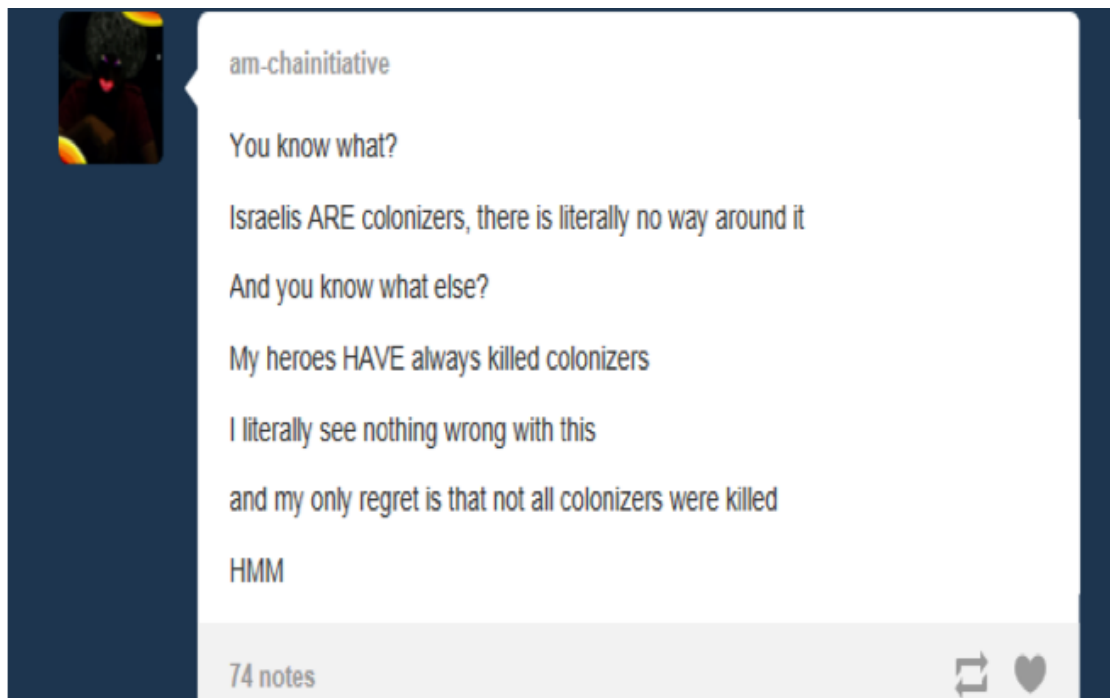 am-chainitiative
You know what?
Israelis ARE colonizers, there is literally no way around it
And you know what else?
My heroes HAVE always killed colonizers
I literally see nothing wrong with this
and my only regret is that not all colonizers were killed
HMM
74 notes